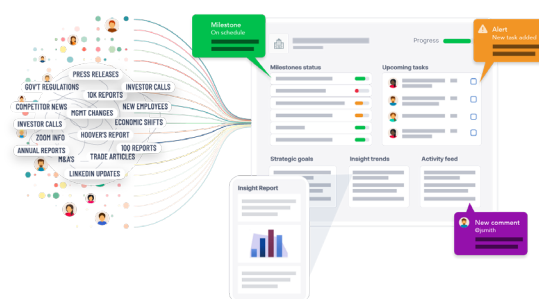 Milestone
On schedule
Alert
New task added
Progress
PRESS RELEASES
GOV'T REGULATIONS
INVESTOR CALLS
10K REPORTS
COMPETITOR NEWS
NEW EMPLOYEES
MGMT CHANGES
INVESTOR CALLS
ECONOMIC SHIFTS
ZOOM INFO
HOOVER'S REPORT
ANNUAL REPORTS
10Q REPORTS
M&A'S
TRADE ARTICLES
LINKEDIN UPDATES
Milestones status
Upcoming tasks
Strategic goals
Insight trends
Activity feed
Insight Report
New comment
@jumith